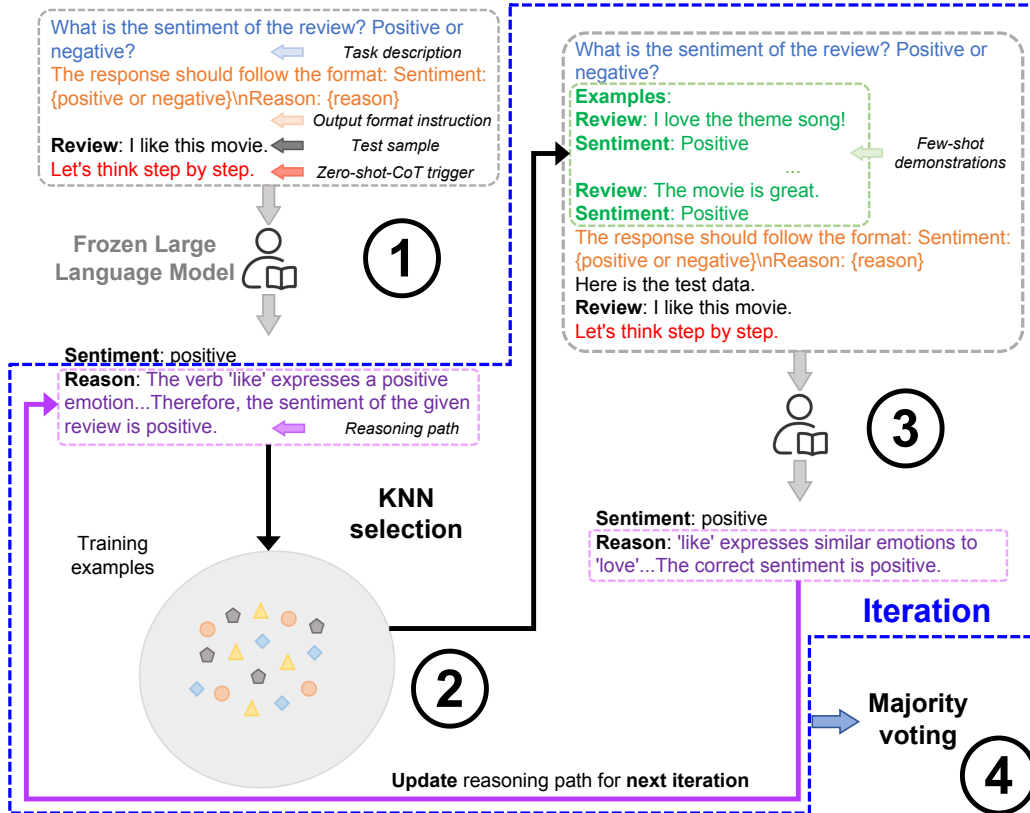 What is the sentiment of the review? Positive or
negative?
Task description
The response should follow the format: Sentiment:
{positive or negative}\nReason: {reason}
Output format instruction
Review: I like this movie.
Test sample
Let's think step by step.
Zero-shot-CoT trigger
Frozen Large
Language Model
1
Sentiment: positive
Reason: The verb 'like' expresses a positive
emotion...Therefore, the sentiment of the given
review is positive.
Reasoning path
KNN
selection
Training
examples
2
What is the sentiment of the review? Positive or
negative?
Examples:
Review: I love the theme song!
Sentiment: Positive
...
Review: The movie is great.
Sentiment: Positive
Few-shot
demonstrations
The response should follow the format: Sentiment:
{positive or negative}\nReason: {reason}
Here is the test data.
Review: I like this movie.
Let's think step by step.
3
Sentiment: positive
Reason: 'like' expresses similar emotions to
'love'...The correct sentiment is positive.
Iteration
Update reasoning path for next iteration
Majority
voting
4